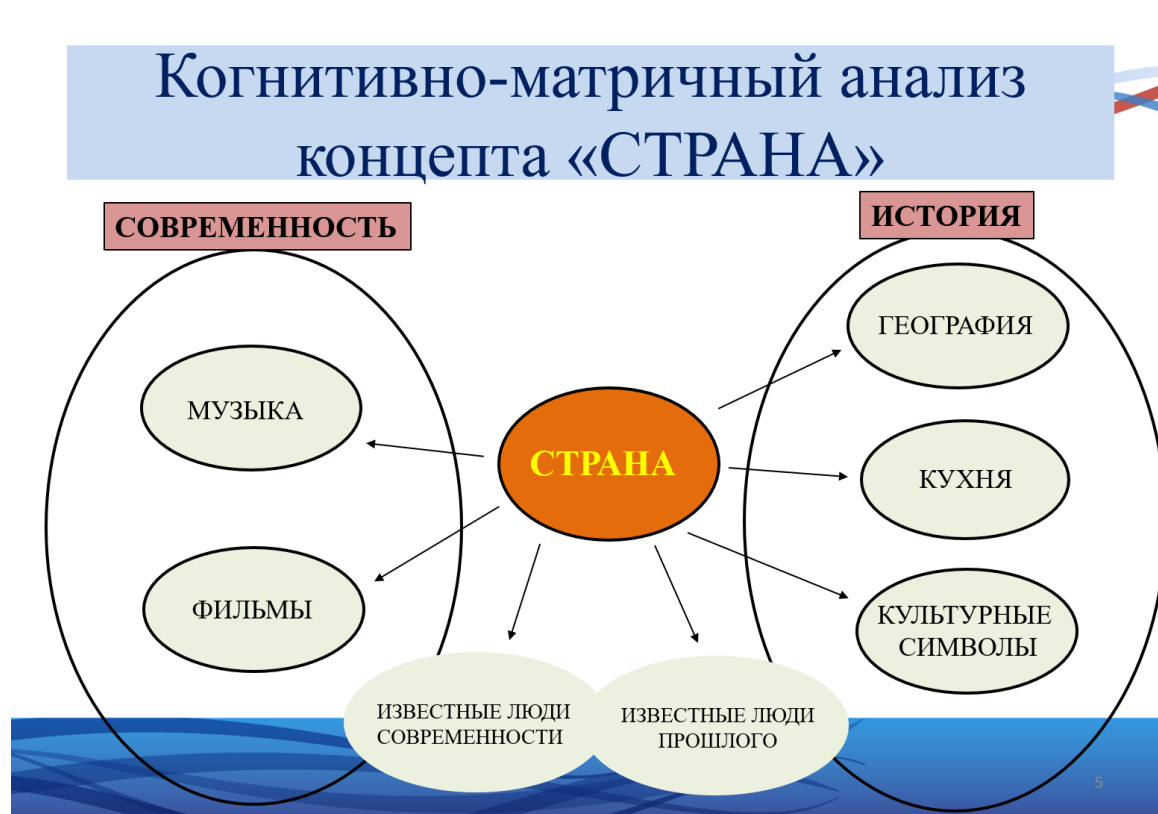 Когнитивно-матричный анализ
концепта «СТРАНА»
СОВРЕМЕННОСТЬ
ИСТОРИЯ
ГЕОГРАФИЯ
МУЗЫКА
СТРАНА
КУХНЯ
ФИЛЬМЫ
КУЛЬТУРНЫЕ
СИМВОЛЫ
ИЗВЕСТНЫЕ ЛЮДИ
СОВРЕМЕННОСТИ
ИЗВЕСТНЫЕ ЛЮДИ
ПРОШЛОГО
5